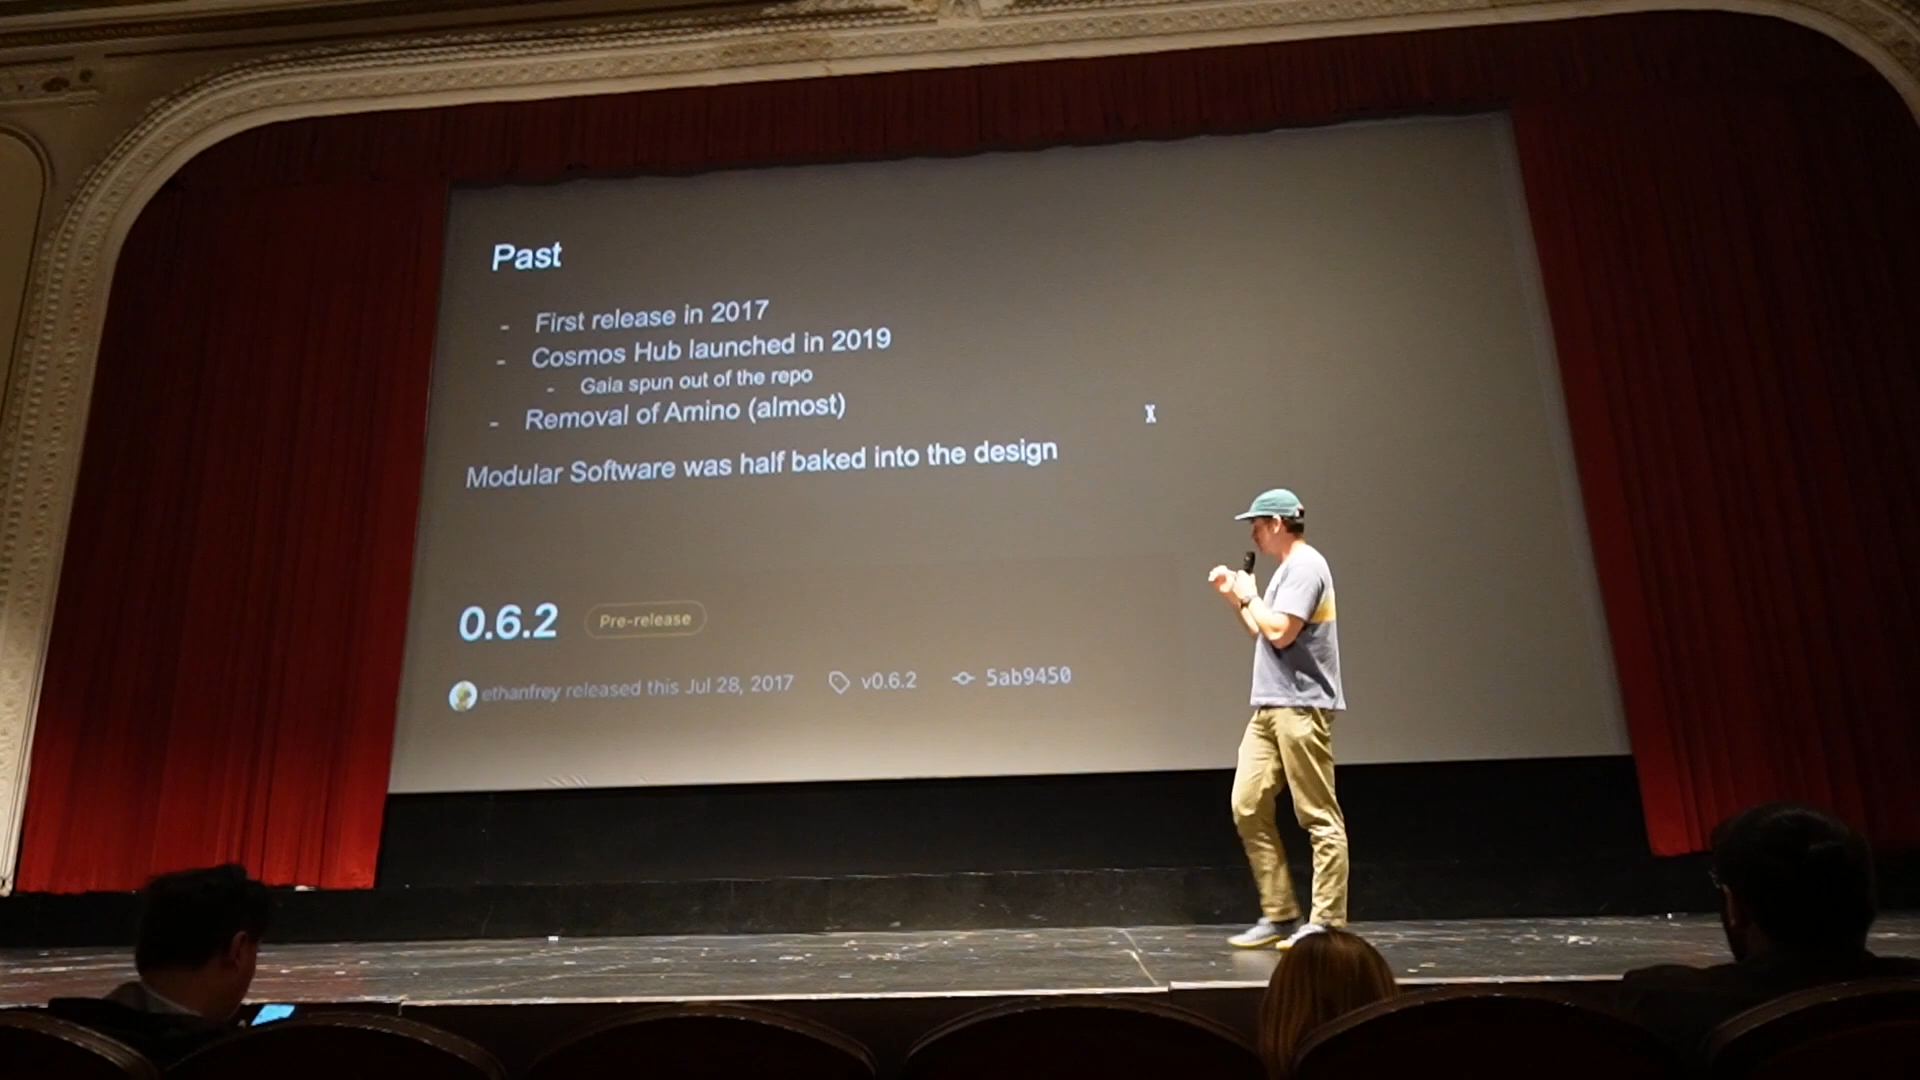 Past
- First release in 2017
- Cosmos Hub launched in 2019
- Gaia spun out of the repo
- Removal of Amino (almost)
Modular Software was half baked into the design
0.6.2 Pre-release
ethanfrey released this Jul 28, 2017 v0.6.2 5ab9450